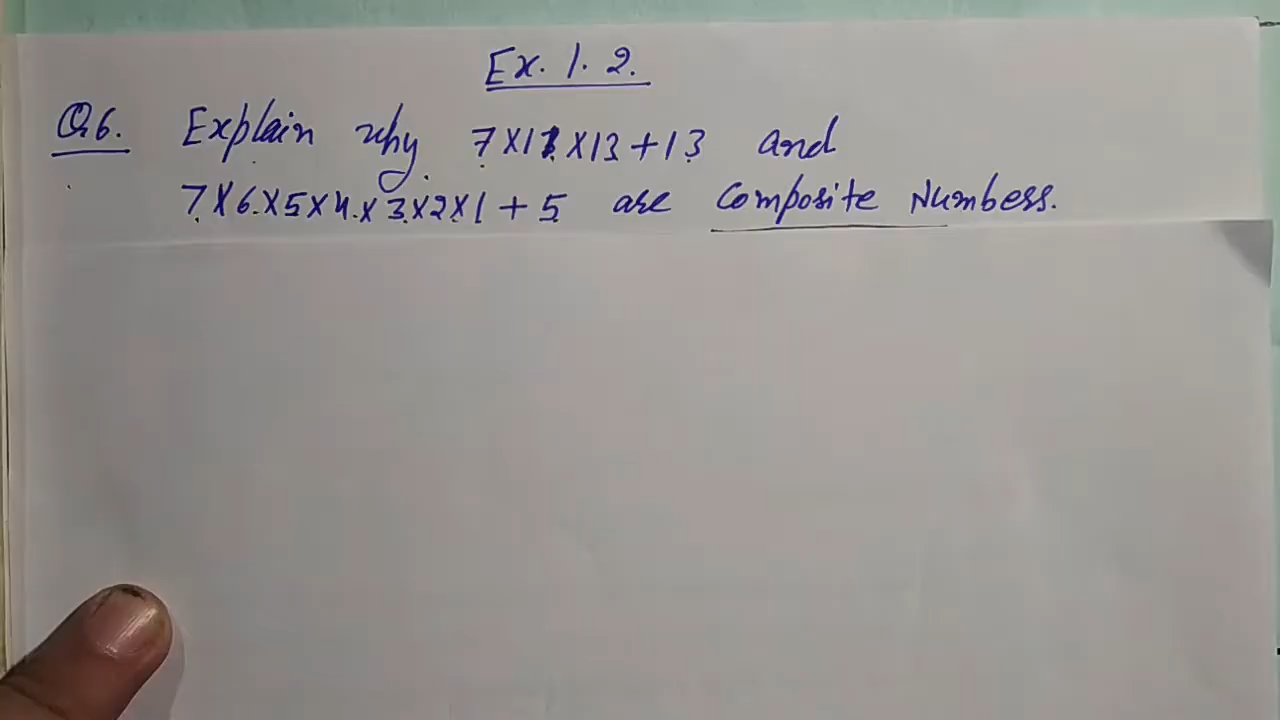 Ex. 1. 2.
Q6. Explain why 7×11×13+13 and
7×6×5×4×3×2×1+5 are Composite Numbers.